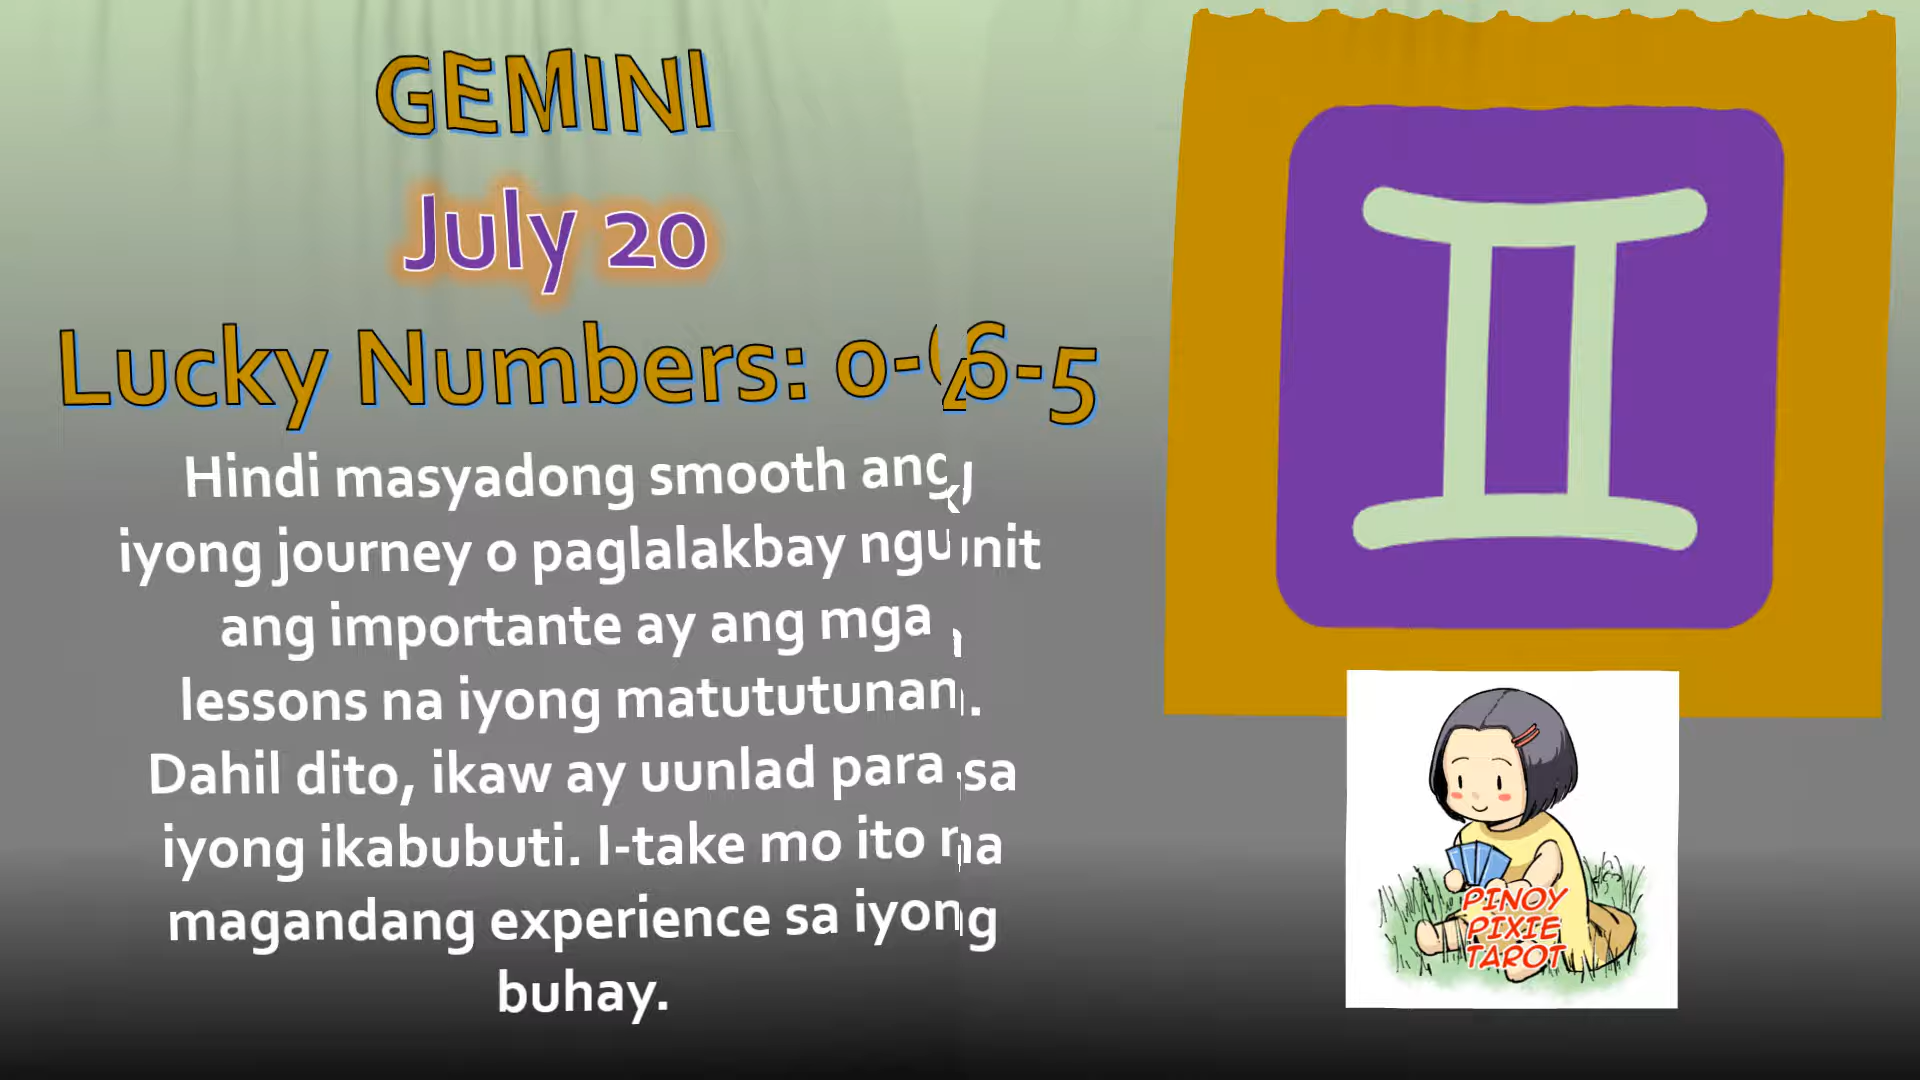 GEMINI
July 20
Lucky Numbers: 0-6-5
Hindi masyadong smooth ang
iyong journey o paglalakbay ngunit
ang importante ay ang mga
lessons na iyong matututunan.
Dahil dito, ikaw ay uunlad para sa
iyong ikabubuti. I-take mo ito na
magandang experience sa iyong
buhay.
PINOY
PIXIE
TAROT